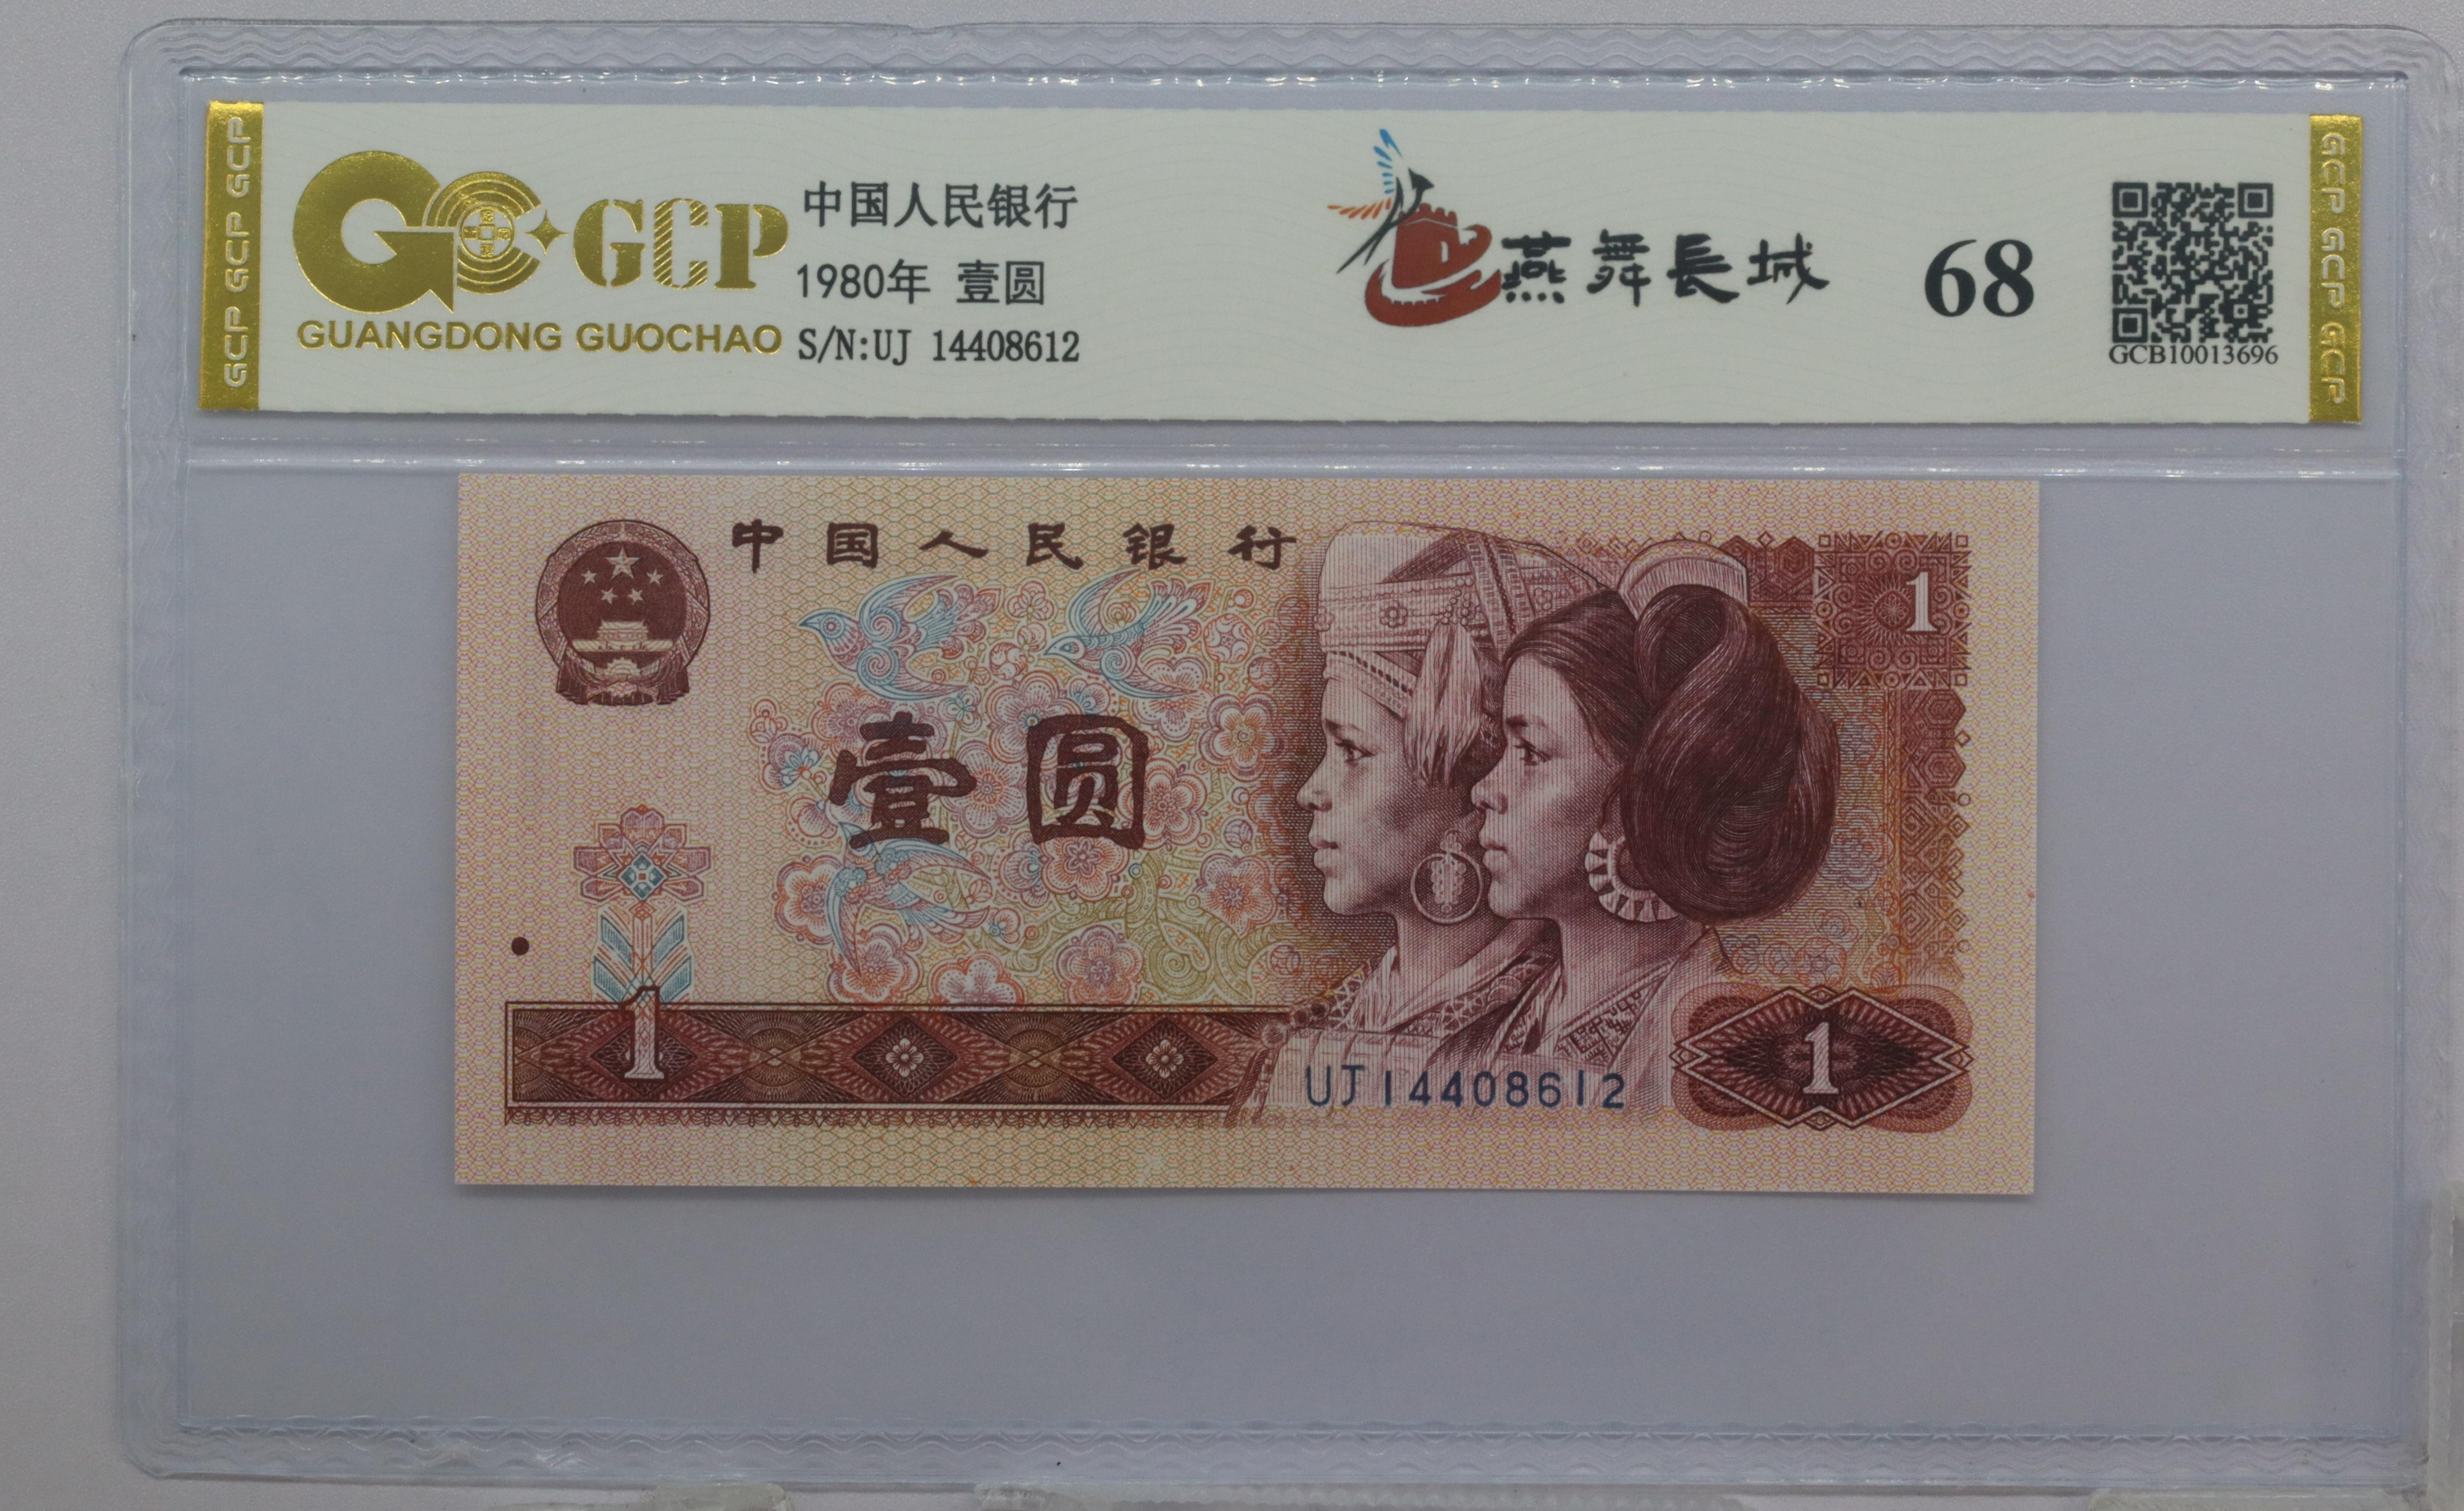 GCP GCP GCP
GCP
GUANGDONG GUOCHAO
中国人民银行
1980年 壹圆
S/N:UJ 14408612
燕舞長城
68
GCB10013696
GCP GCP GCP
中国人民银行
1
壹圆
1
UJ14408612
1